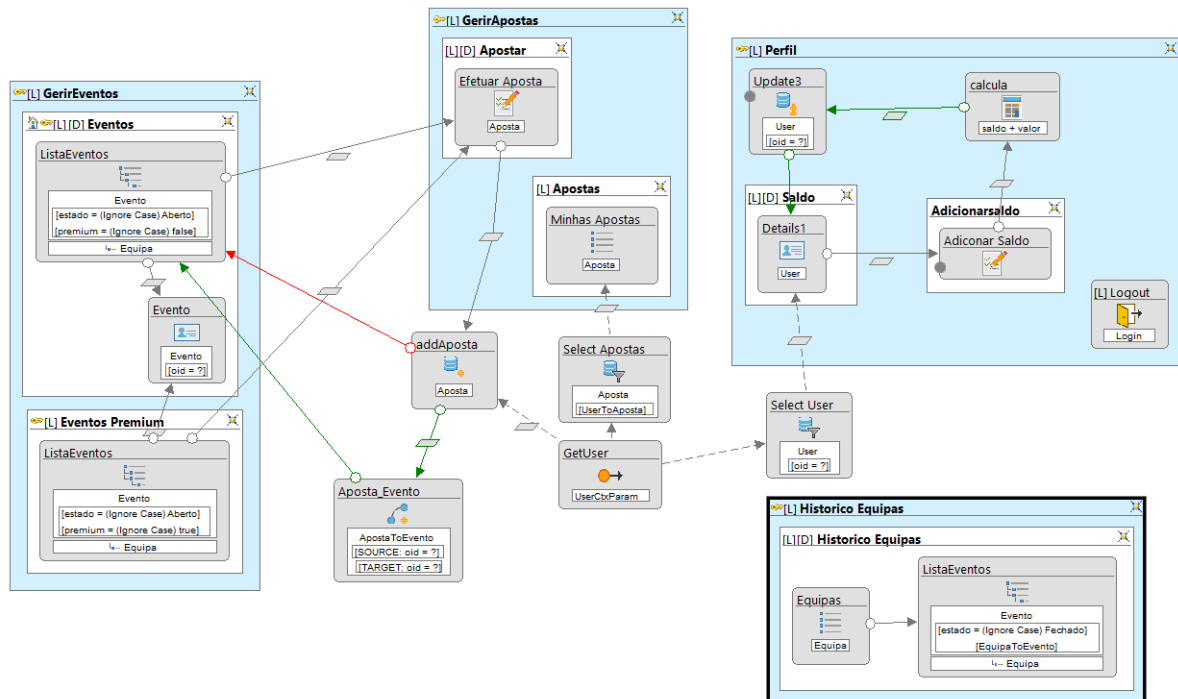 [L] GerirEventos
[L][D] Eventos
ListaEventos
Evento
[estado = (Ignore Case) Aberto]
[premium = (Ignore Case) false]
Equipa
Evento
Evento
[oid = ?]
[L] Eventos Premium
ListaEventos
Evento
[estado = (Ignore Case) Aberto]
[premium = (Ignore Case) true]
Equipa
[L] GerirApostas
[L][D] Apostar
Efetuar Aposta
Aposta
[L] Apostas
Minhas Apostas
Aposta
addAposta
Aposta
Select Apostas
Aposta
[UserToAposta]
GetUser
UserCtxParam
Aposta_Evento
ApostaToEvento
[SOURCE: oid = ?]
[TARGET: oid = ?]
[L] Perfil
Update3
User
[oid = ?]
calcula
saldo + valor
[L][D] Saldo
Details1
User
Adicionarsaldo
Adiconar Saldo
[L] Logout
Login
Select User
User
[oid = ?]
[L] Historico Equipas
[L][D] Historico Equipas
Equipas
Equipa
ListaEventos
Evento
[estado = (Ignore Case) Fechado]
[EquipaToEvento]
Equipa